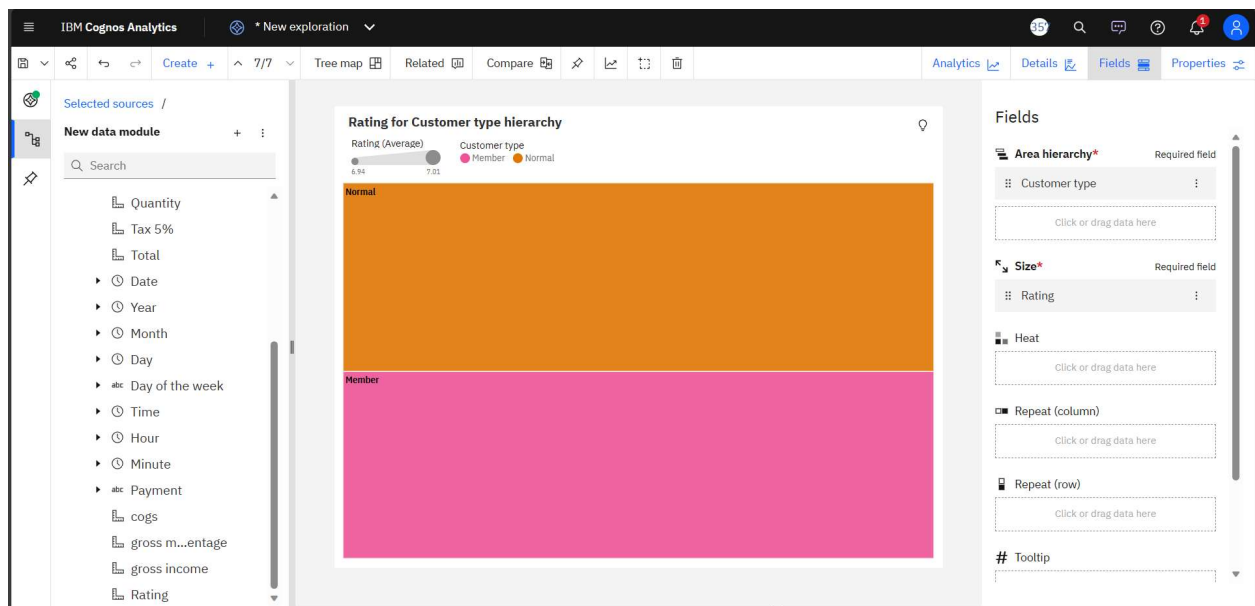 IBM Cognos Analytics
* New exploration
35
1
Create +
7/7
Tree map
Related
Compare
Analytics
Details
Fields
Properties
Selected sources /
New data module
Search
Quantity
Tax 5%
Total
Date
Year
Month
Day
abc Day of the week
Time
Hour
Minute
abc Payment
cogs
gross m...entage
gross income
Rating
Rating for Customer type hierarchy
Rating (Average)
6.94
7.01
Customer type
Member
Normal
Normal
Member
Fields
Area hierarchy*
Required field
Customer type
Click or drag data here
Size*
Required field
Rating
Heat
Click or drag data here
Repeat (column)
Click or drag data here
Repeat (row)
Click or drag data here
# Tooltip